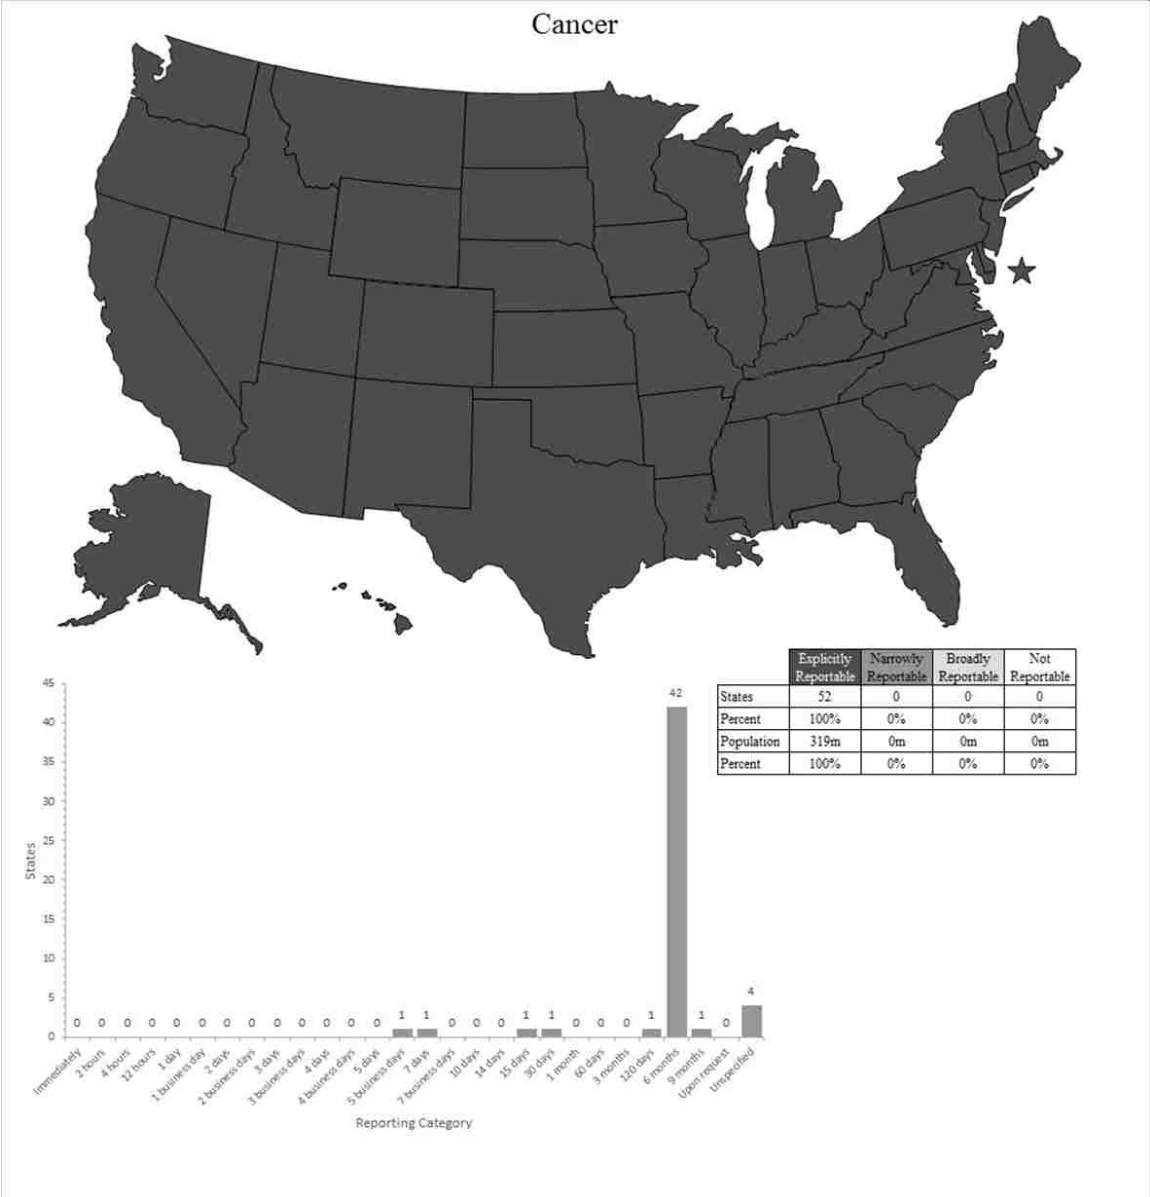 Cancer
Explicitly Reportable Narrowly Reportable Broadly Reportable Not Reportable
States 52 0 0 0
Percent 100% 0% 0% 0%
Population 319m 0m 0m 0m
Percent 100% 0% 0% 0%
45
40
35
30
25
20
15
10
5
0
States
0 0 0 0 0 0 0 0 0 0 0 0 0 1 1 0 0 0 1 1 0 0 0 1 42 1 0 4
Immediately
2 hours
4 hours
12 hours
1 day
1 business day
2 days
2 business days
3 days
3 business days
4 days
4 business days
5 days
5 business days
7 days
7 business days
10 days
14 days
15 days
30 days
1 month
60 days
3 months
120 days
6 months
9 months
Upon request
Unspecified
Reporting Category